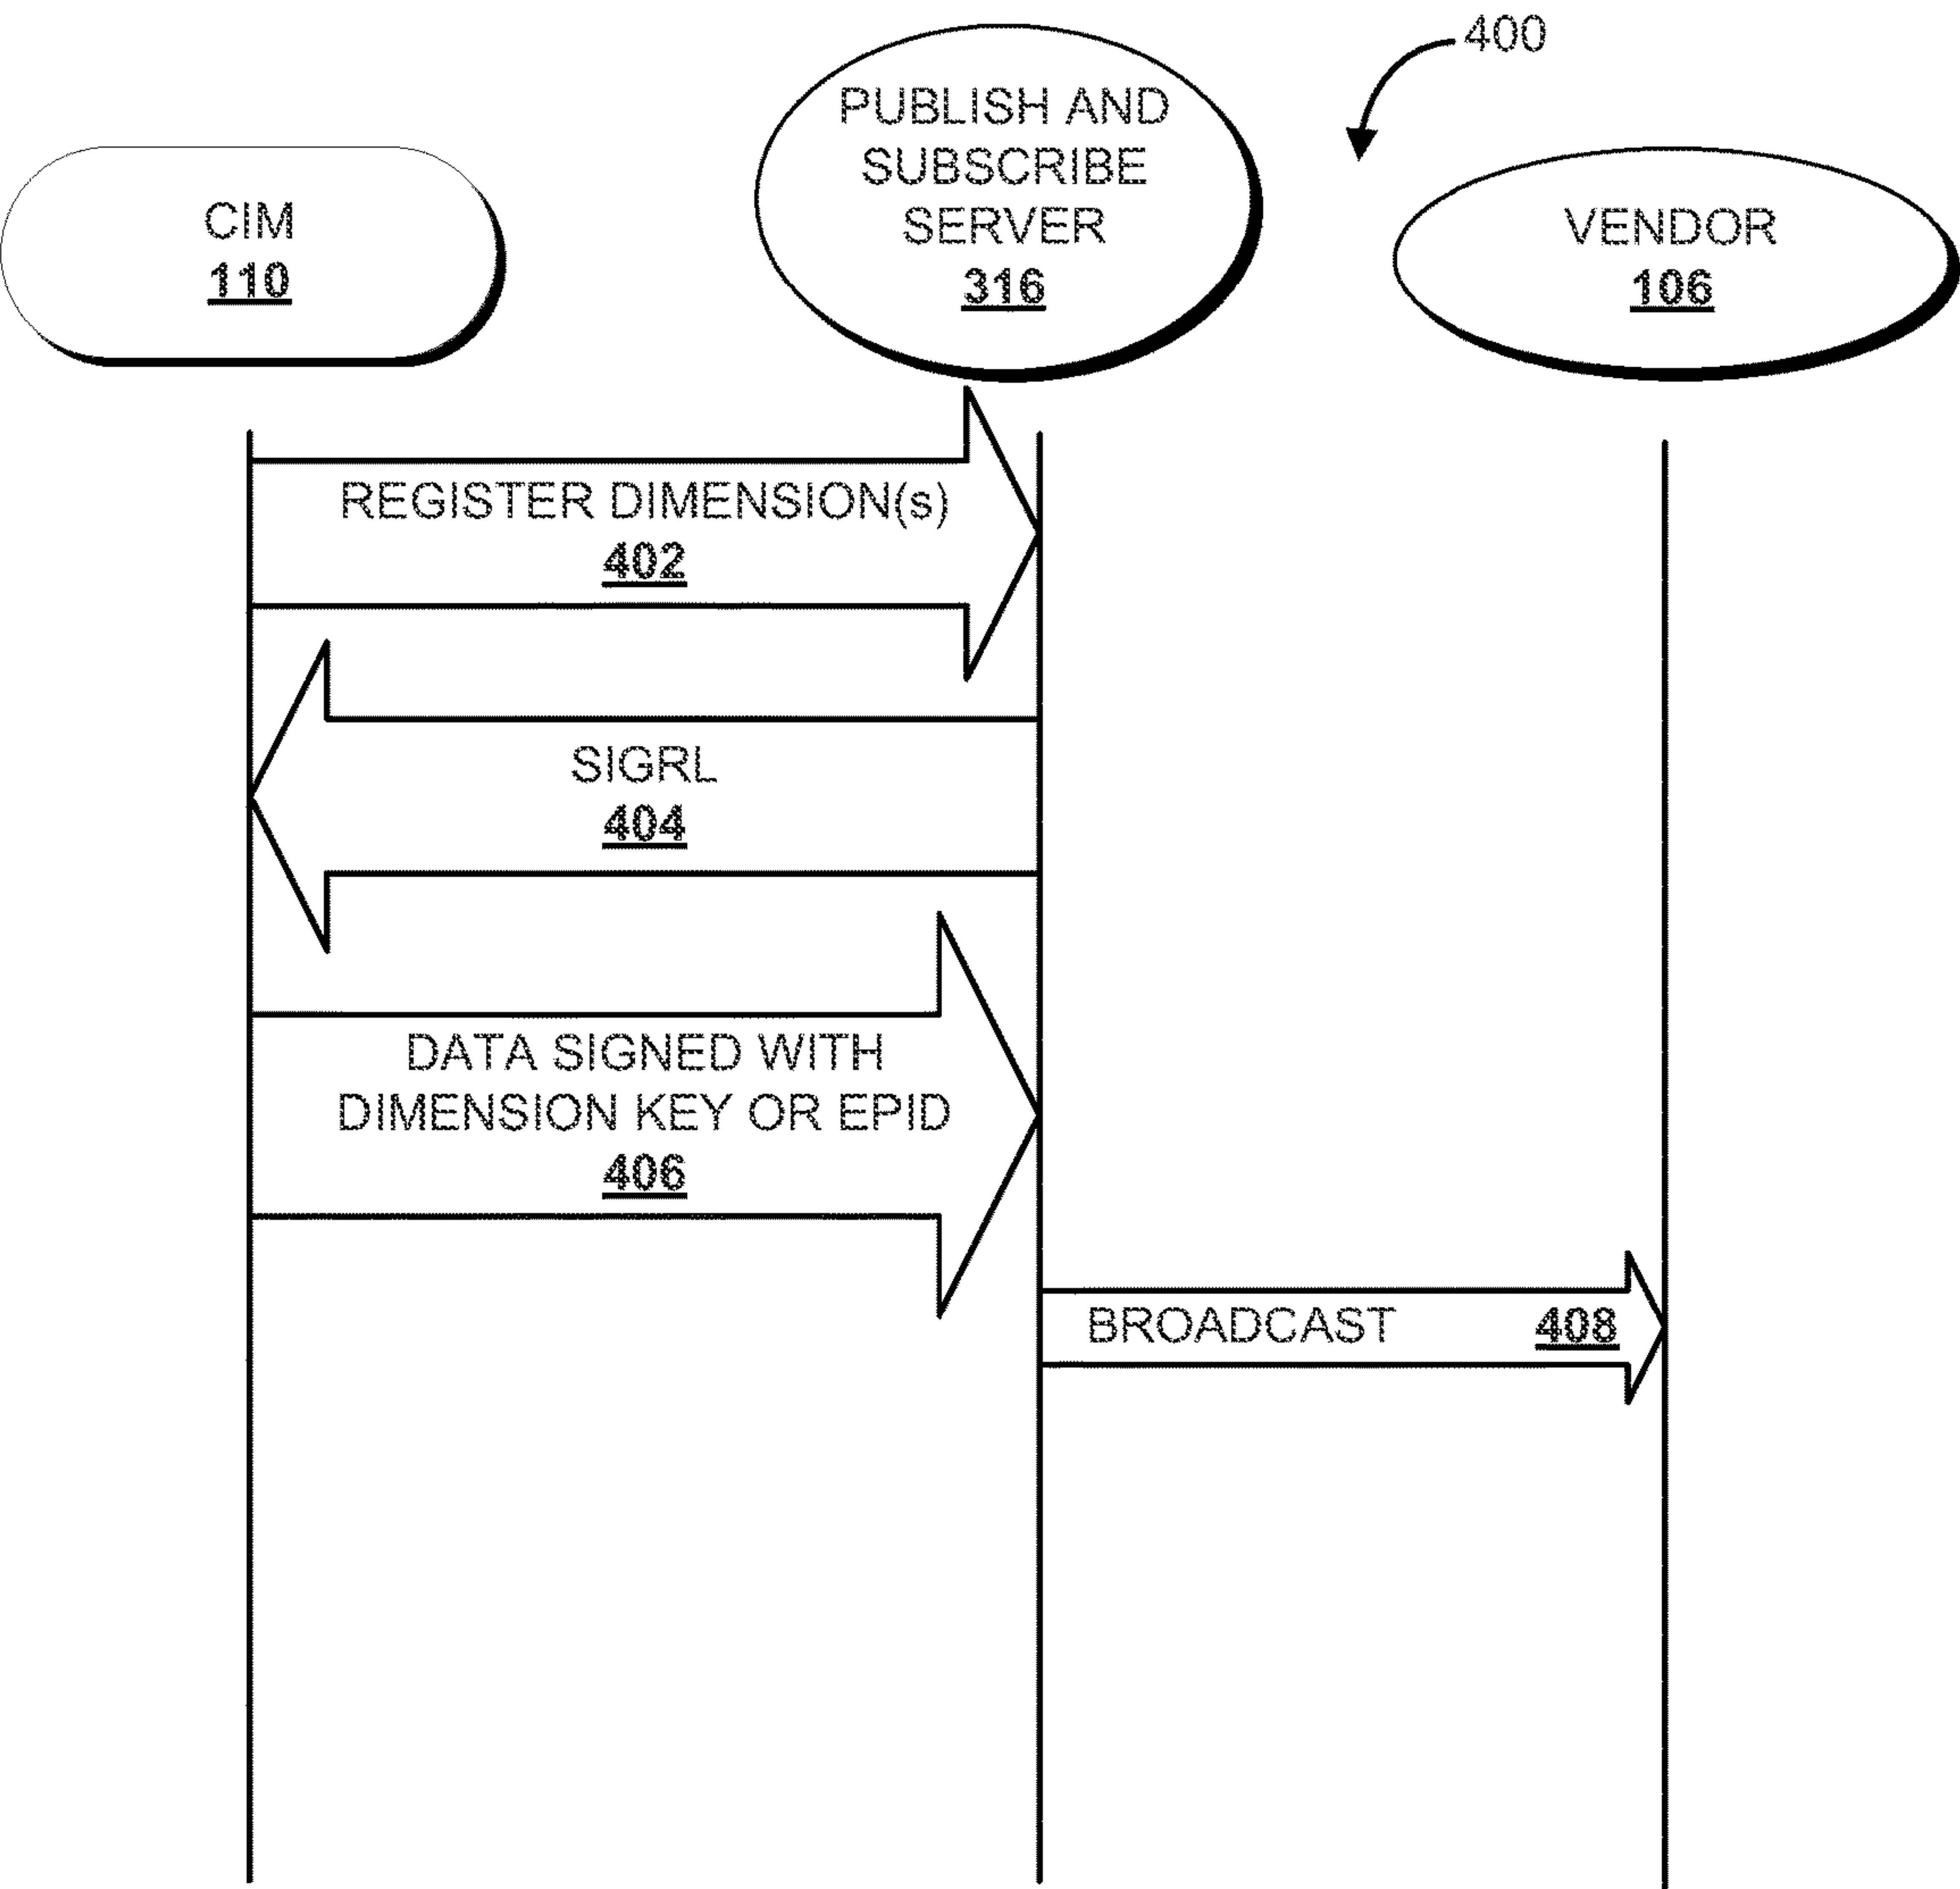 400
PUBLISH AND
SUBSCRIBE
SERVER
316
CIM
110
VENDOR
106
REGISTER DIMENSION(s)
402
SIGRL
404
DATA SIGNED WITH
DIMENSION KEY OR EPID
406
BROADCAST 408